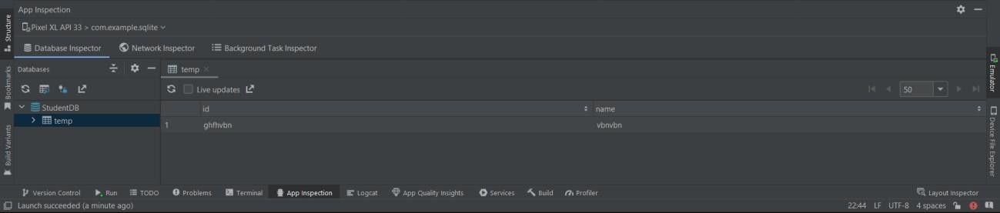 App Inspection
Pixel XL API 33 > com.example.sqlite
Database Inspector Network Inspector Background Task Inspector
Databases temp
Live updates 50
StudentDB id name
temp
1 ghfhvbn vbnvbn
Structure
Bookmarks
Build Variants
Emulator
Device File Explorer
Version Control Run TODO Problems Terminal App Inspection Logcat App Quality Insights Services Build Profiler Layout Inspector
Launch succeeded (a minute ago) 22:44 LF UTF-8 4 spaces